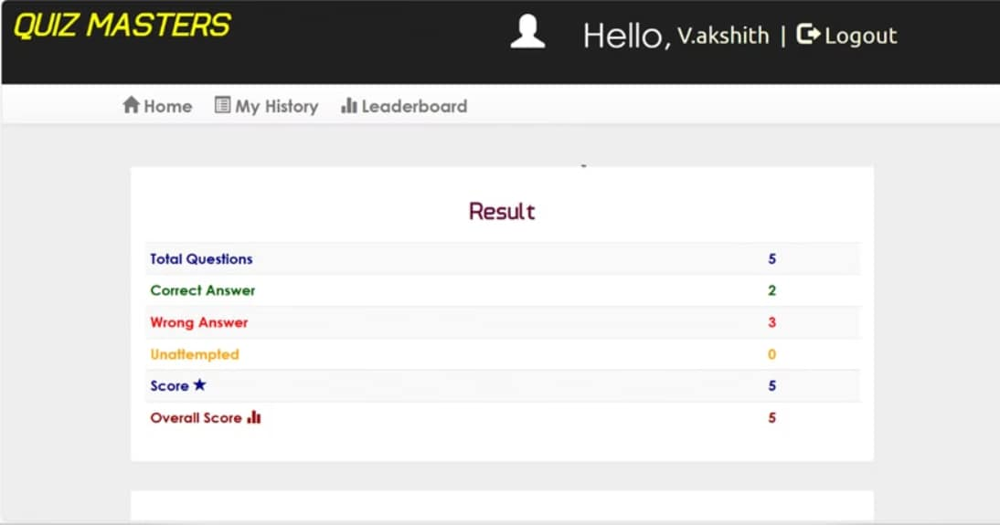 QUIZ MASTERS
Hello, V.akshith | Logout
Home My History Leaderboard
Result
Total Questions 5
Correct Answer 2
Wrong Answer 3
Unattempted 0
Score 5
Overall Score 5